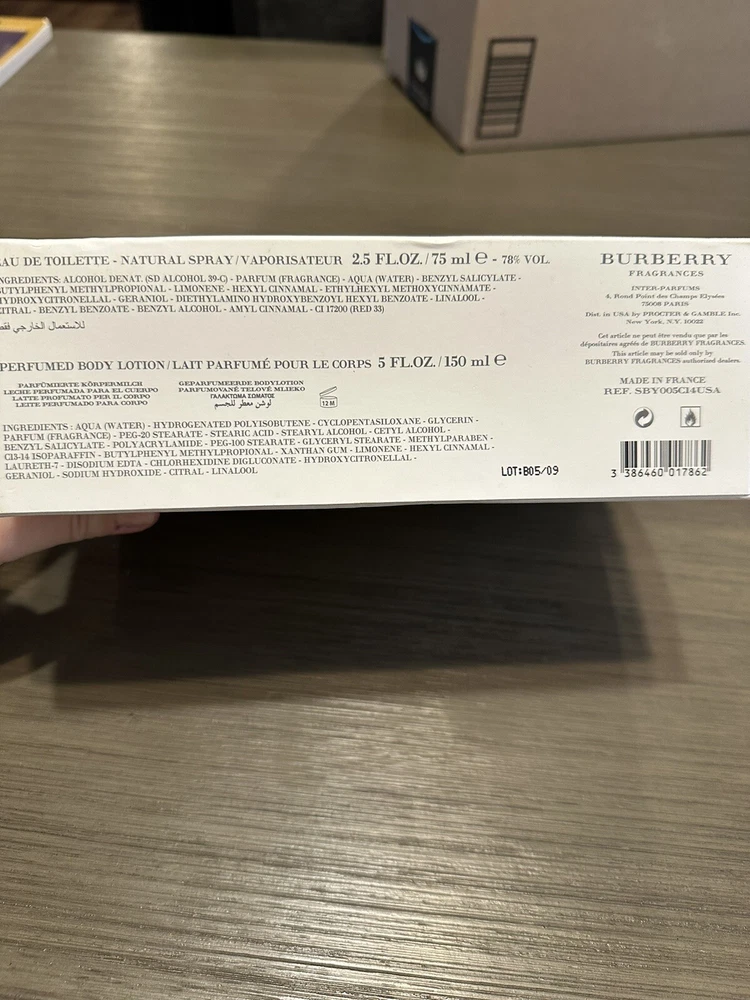 EAU DE TOILETTE - NATURAL SPRAY / VAPORISATEUR 2.5 FL.OZ. / 75 ml e - 78% VOL.
INGREDIENTS: ALCOHOL DENAT. (SD ALCOHOL 39-C) - PARFUM (FRAGRANCE) - AQUA (WATER) - BENZYL SALICYLATE -
BUTYLPHENYL METHYLPROPIONAL - LIMONENE - HEXYL CINNAMAL - ETHYLHEXYL METHOXYCINNAMATE -
HYDROXYCITRONELLAL - GERANIOL - DIETHYLAMINO HYDROXYBENZOYL HEXYL BENZOATE - LINALOOL -
CITRAL - BENZYL BENZOATE - BENZYL ALCOHOL - AMYL CINNAMAL - CI 17200 (RED 33)
للاستعمال الخارجي فقط
PERFUMED BODY LOTION / LAIT PARFUMÉ POUR LE CORPS 5 FL.OZ. / 150 ml e
PARFÜMIERTE KÖRPERMILCH
LECHE PERFUMADA PARA EL CUERPO
LATTE PROFUMATO PER IL CORPO
LEITE PERFUMADO PARA CORPO
GEPARFUMEERDE BODYLOTION
PARFUMOVANÉ TELOVÉ MLIEKO
ΓΑΛΑΚΤΩΜΑ ΣΩΜΑΤΟΣ
لوشن معطر للجسم
12 M
INGREDIENTS : AQUA (WATER) - HYDROGENATED POLYISOBUTENE - CYCLOPENTASILOXANE - GLYCERIN -
PARFUM (FRAGRANCE) - PEG-20 STEARATE - STEARIC ACID - STEARYL ALCOHOL - CETYL ALCOHOL -
BENZYL SALICYLATE - POLYACRYLAMIDE - PEG-100 STEARATE - GLYCERYL STEARATE - METHYLPARABEN -
C13-14 ISOPARAFFIN - BUTYLPHENYL METHYLPROPIONAL - XANTHAN GUM - LIMONENE - HEXYL CINNAMAL -
LAURETH-7 - DISODIUM EDTA - CHLORHEXIDINE DIGLUCONATE - HYDROXYCITRONELLAL -
GERANIOL - SODIUM HYDROXIDE - CITRAL - LINALOOL
LOT:B05/09
BURBERRY
FRAGRANCES
INTER-PARFUMS
4, Rond Point des Champs Elysées
75008 PARIS
Dist. in USA by PROCTER & GAMBLE Inc.
New York, N.Y. 10022
Cet article ne peut être vendu que par les
dépositaires agréés de BURBERRY FRAGRANCES.
This article may be sold only by
BURBERRY FRAGRANCES authorized dealers.
MADE IN FRANCE
REF. SBY005C14USA
3 386460 017862